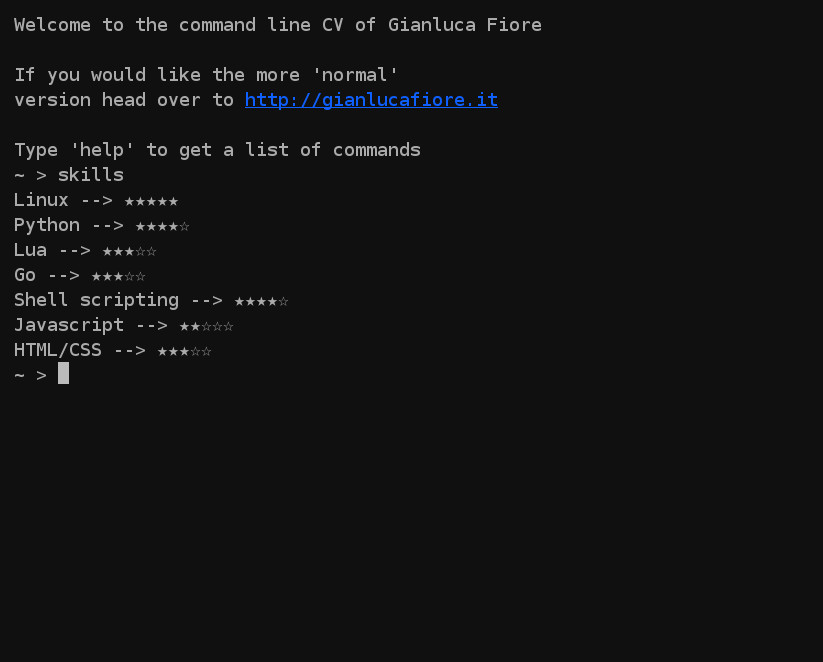 Welcome to the command line CV of Gianluca Fiore
If you would like the more 'normal'
version head over to http://gianlucafiore.it
Type 'help' to get a list of commands
~ > skills
Linux --> ★★★★★
Python --> ★★★★☆
Lua --> ★★★☆☆
Go --> ★★★☆☆
Shell scripting --> ★★★★☆
Javascript --> ★★☆☆☆
HTML/CSS --> ★★★☆☆
~ >